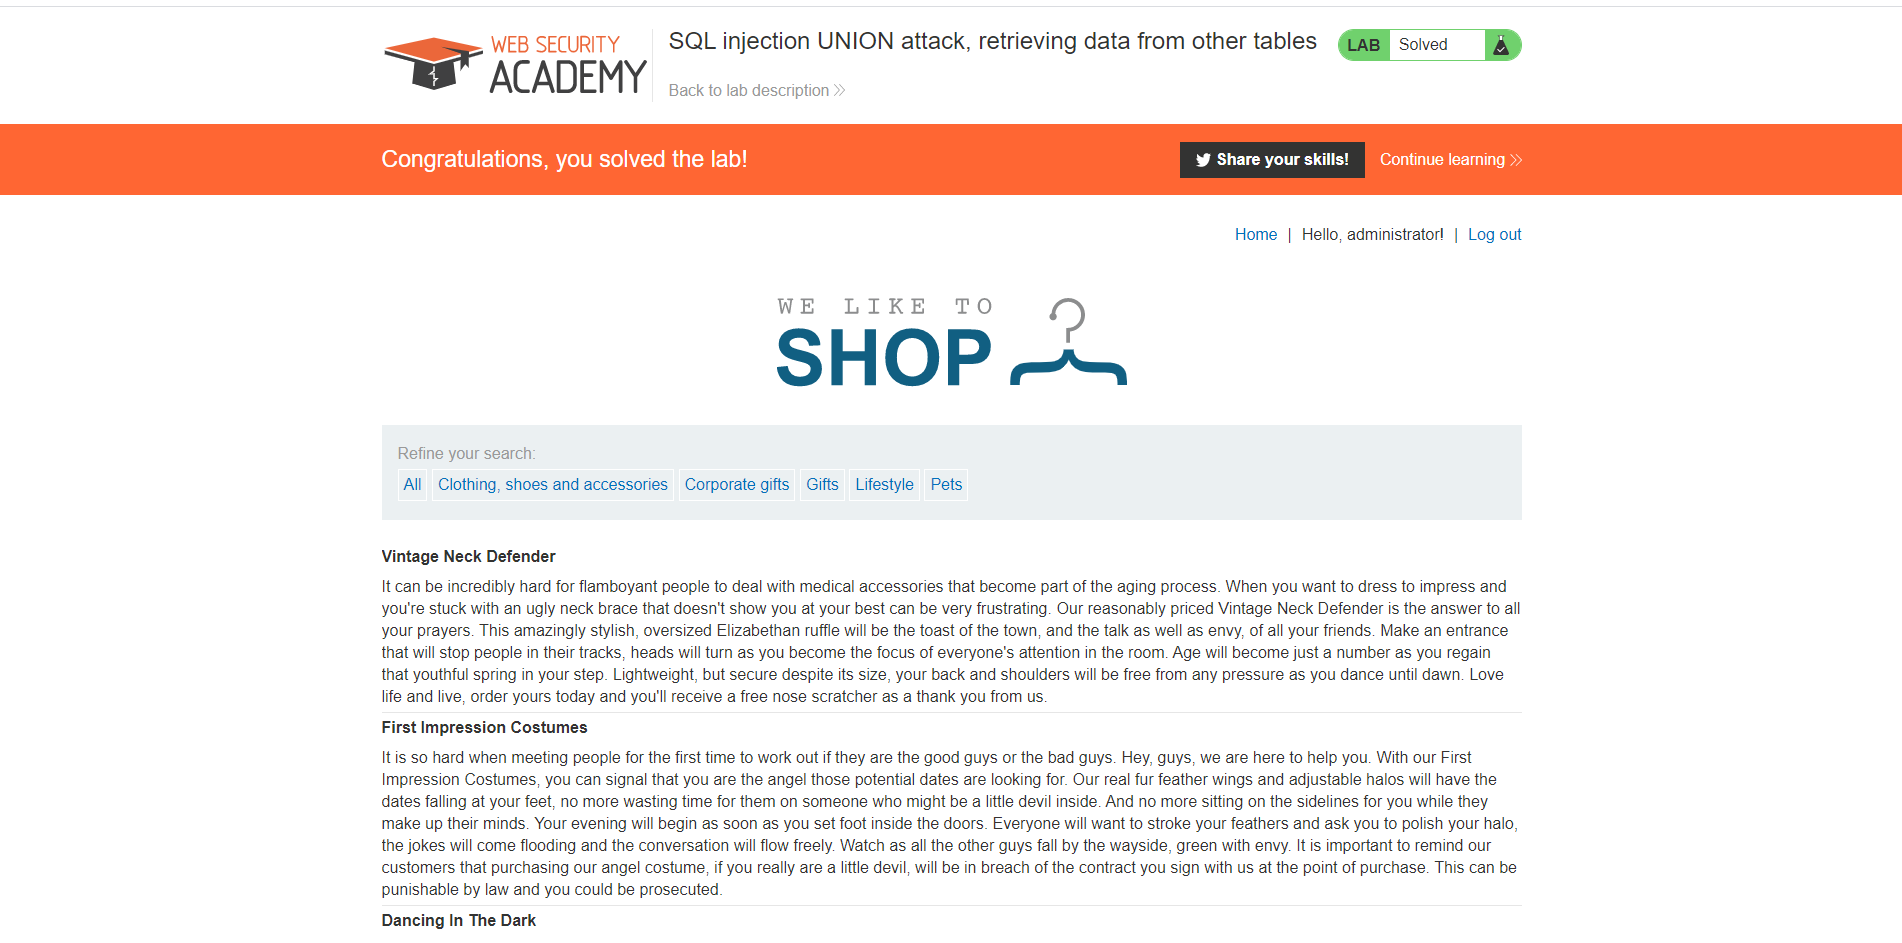 WEB SECURITY
ACADEMY
SQL injection UNION attack, retrieving data from other tables
Back to lab description
LAB Solved
Congratulations, you solved the lab!
Share your skills!
Continue learning
Home | Hello, administrator! | Log out
WE LIKE TO
SHOP
Refine your search:
All Clothing, shoes and accessories Corporate gifts Gifts Lifestyle Pets
Vintage Neck Defender
It can be incredibly hard for flamboyant people to deal with medical accessories that become part of the aging process. When you want to dress to impress and
you're stuck with an ugly neck brace that doesn't show you at your best can be very frustrating. Our reasonably priced Vintage Neck Defender is the answer to all
your prayers. This amazingly stylish, oversized Elizabethan ruffle will be the toast of the town, and the talk as well as envy, of all your friends. Make an entrance
that will stop people in their tracks, heads will turn as you become the focus of everyone's attention in the room. Age will become just a number as you regain
that youthful spring in your step. Lightweight, but secure despite its size, your back and shoulders will be free from any pressure as you dance until dawn. Love
life and live, order yours today and you'll receive a free nose scratcher as a thank you from us.
First Impression Costumes
It is so hard when meeting people for the first time to work out if they are the good guys or the bad guys. Hey, guys, we are here to help you. With our First
Impression Costumes, you can signal that you are the angel those potential dates are looking for. Our real fur feather wings and adjustable halos will have the
dates falling at your feet, no more wasting time for them on someone who might be a little devil inside. And no more sitting on the sidelines for you while they
make up their minds. Your evening will begin as soon as you set foot inside the doors. Everyone will want to stroke your feathers and ask you to polish your halo,
the jokes will come flooding and the conversation will flow freely. Watch as all the other guys fall by the wayside, green with envy. It is important to remind our
customers that purchasing our angel costume, if you really are a little devil, will be in breach of the contract you sign with us at the point of purchase. This can be
punishable by law and you could be prosecuted.
Dancing In The Dark